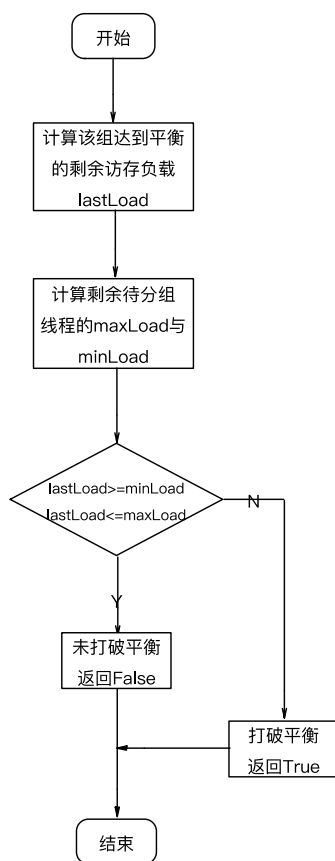 开始
计算该组达到平衡
的剩余访存负载
lastLoad
计算剩余待分组
线程的maxLoad与
minLoad
lastLoad>=minLoad
lastLoad<=maxLoad
N
Y
未打破平衡
返回False
打破平衡
返回True
结束